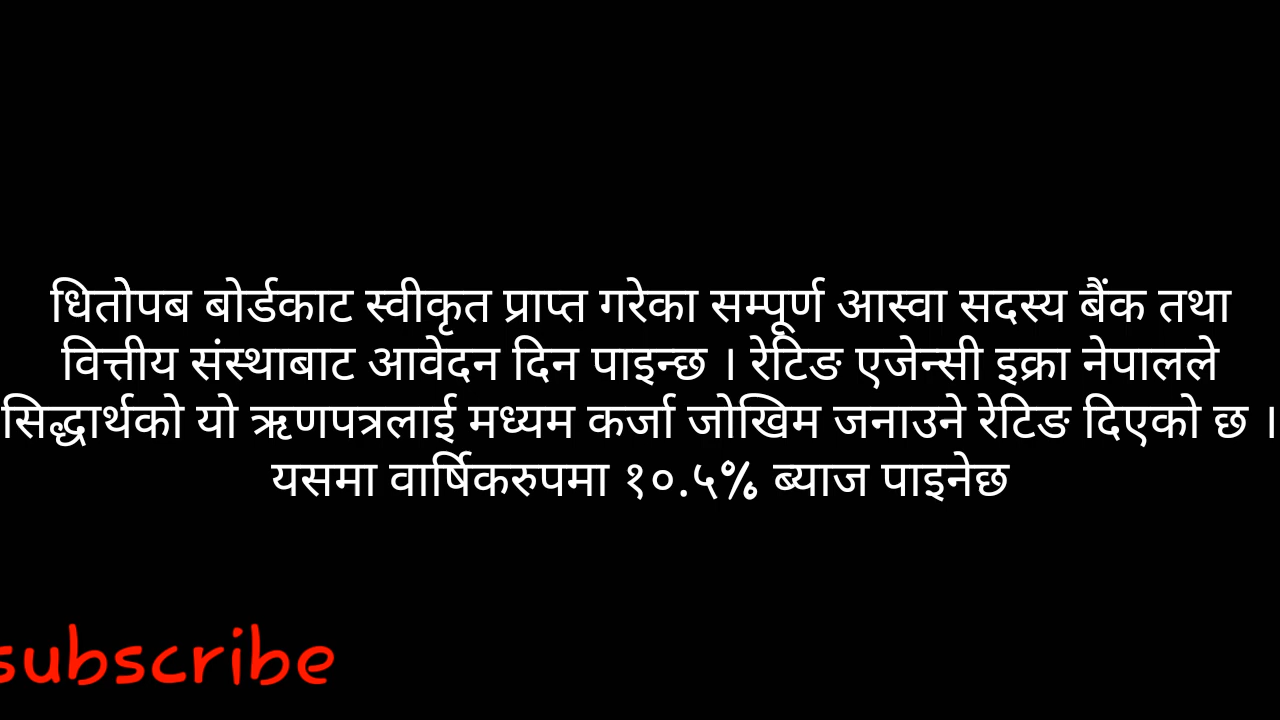 धितोपब बोर्डकाट स्वीकृत प्राप्त गरेका सम्पूर्ण आस्वा सदस्य बैंक तथा
वित्तीय संस्थाबाट आवेदन दिन पाइन्छ । रेटिङ एजेन्सी इक्रा नेपालले
सिद्धार्थको यो ऋणपत्रलाई मध्यम कर्जा जोखिम जनाउने रेटिङ दिएको छ ।
यसमा वार्षिकरुपमा १०.५% ब्याज पाइनेछ
subscribe